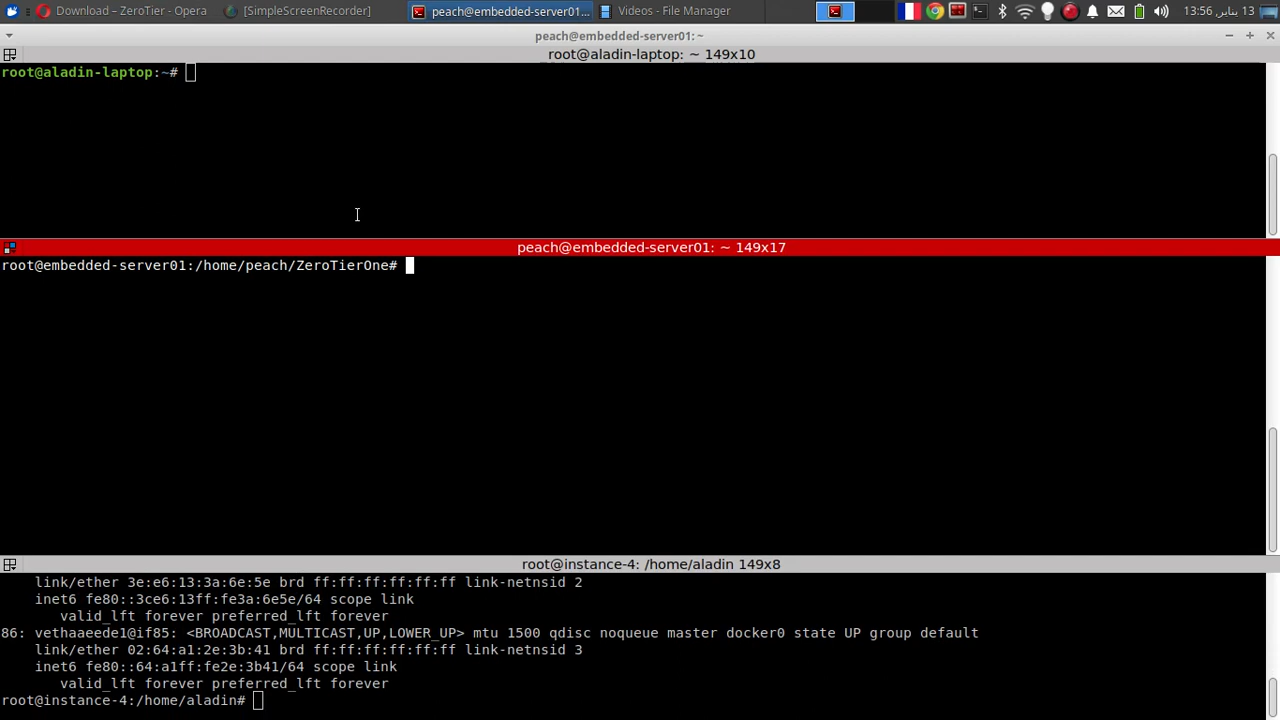 Download – ZeroTier - Opera [SimpleScreenRecorder] peach@embedded-server01:... Videos - File Manager 13 يناير, 13:56
peach@embedded-server01: ~
root@aladin-laptop: ~ 149x10
root@aladin-laptop:~#
peach@embedded-server01: ~ 149x17
root@embedded-server01:/home/peach/ZeroTierOne#
root@instance-4: /home/aladin 149x8
link/ether 3e:e6:13:3a:6e:5e brd ff:ff:ff:ff:ff:ff link-netnsid 2
inet6 fe80::3ce6:13ff:fe3a:6e5e/64 scope link
valid_lft forever preferred_lft forever
86: vethaaeede1@if85: <BROADCAST,MULTICAST,UP,LOWER_UP> mtu 1500 qdisc noqueue master docker0 state UP group default
link/ether 02:64:a1:2e:3b:41 brd ff:ff:ff:ff:ff:ff link-netnsid 3
inet6 fe80::64:a1ff:fe2e:3b41/64 scope link
valid_lft forever preferred_lft forever
root@instance-4:/home/aladin#